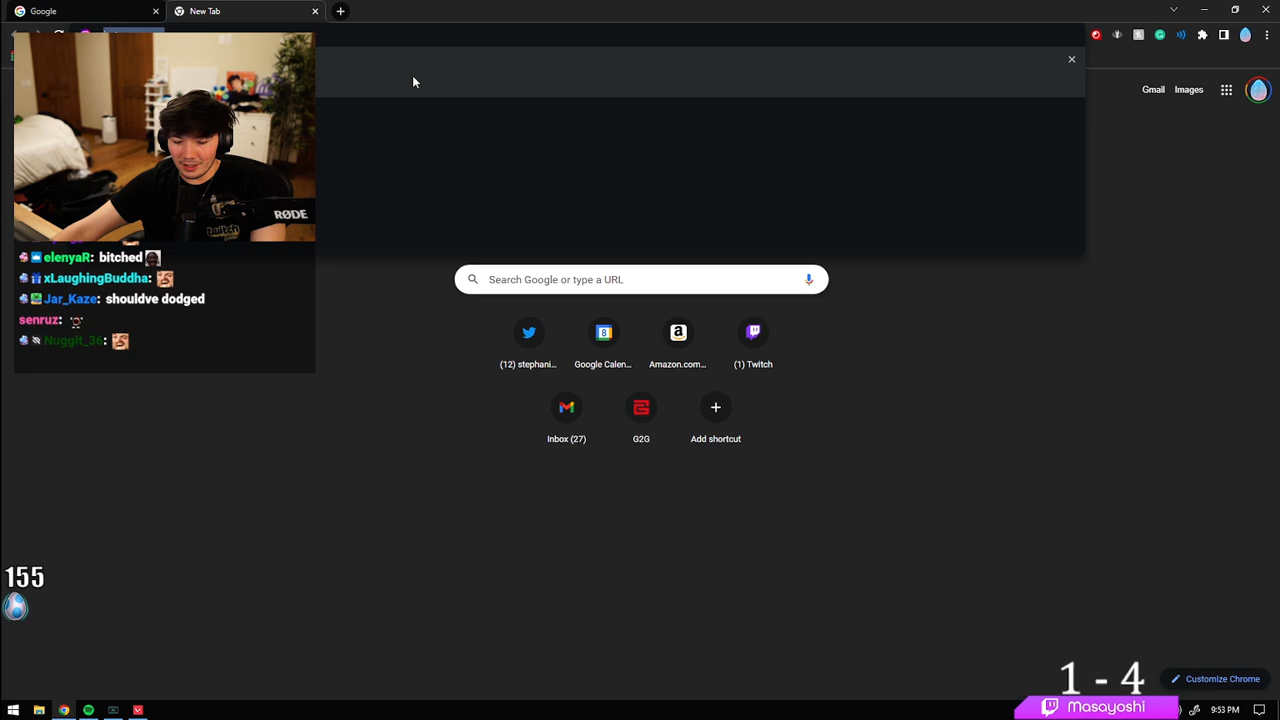 Google
New Tab
Gmail
Images
RØDE
twitch
elenyaR: bitched
xLaughingBuddha:
Jar_Kaze: shouldve dodged
senruz:
Nuggit_36:
Search Google or type a URL
(12) stephani...
Google Calen...
Amazon.com...
(1) Twitch
Inbox (27)
G2G
Add shortcut
155
1 - 4
Customize Chrome
Masayoshi
9:53 PM